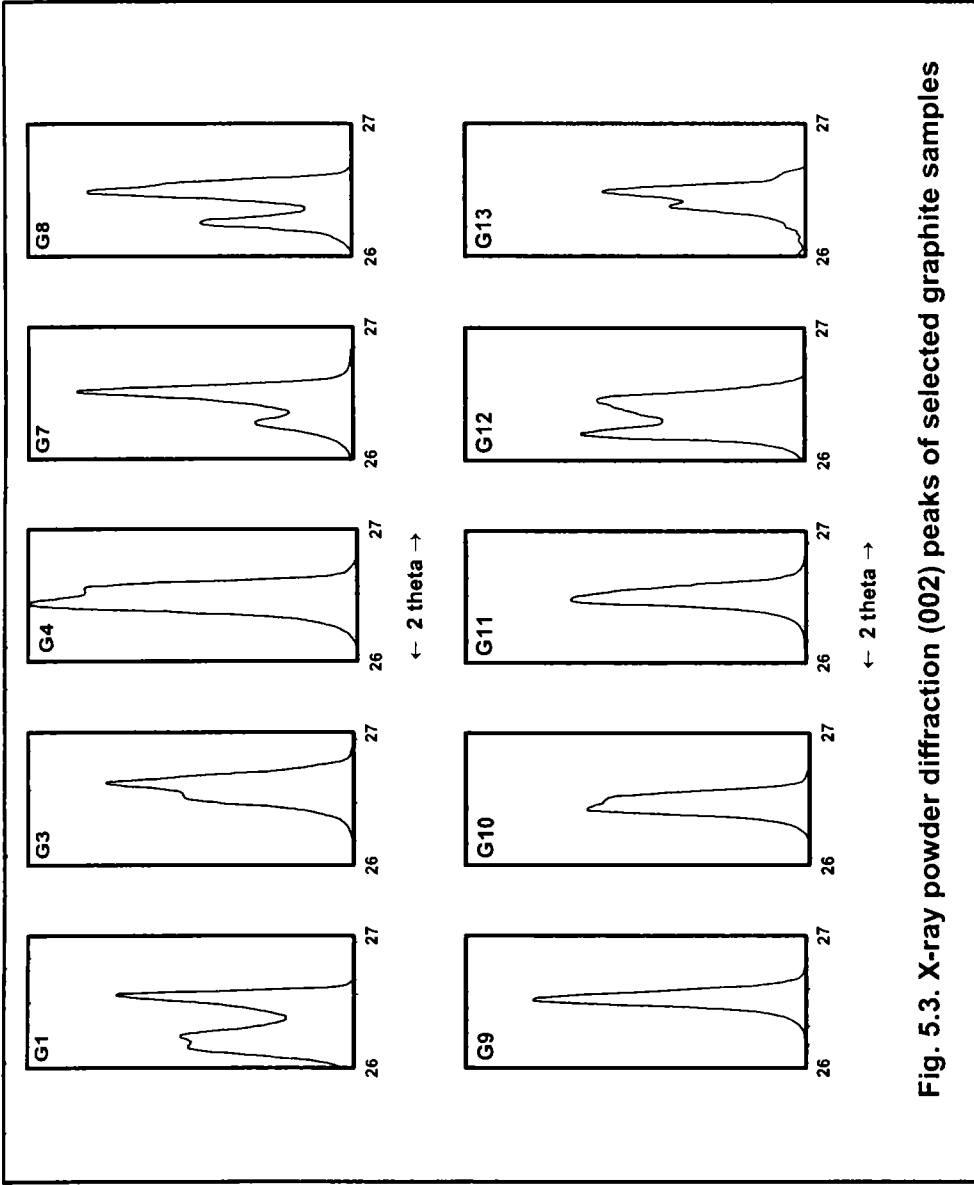 G1
26
27
G3
26
27
G4
26
27
← 2 theta →
G7
26
27
G8
26
27
G9
26
27
G10
26
27
G11
26
27
← 2 theta →
G12
26
27
G13
26
27
Fig. 5.3. X-ray powder diffraction (002) peaks of selected graphite samples